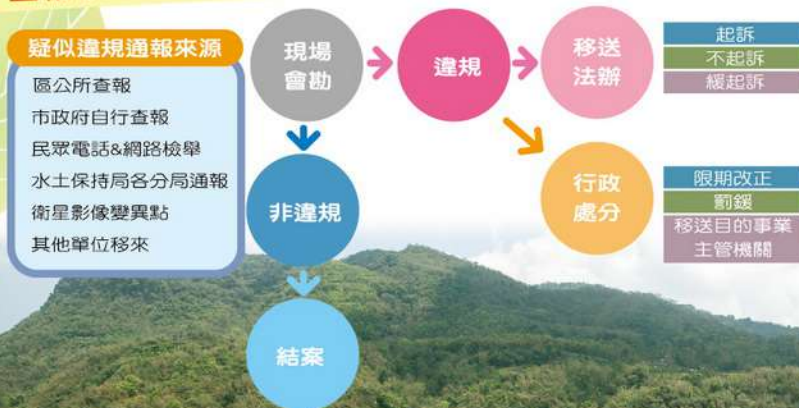 疑似違規通報來源
區公所查報
市政府自行查報
民眾電話&網路檢舉
水土保持局各分局通報
衛星影像變異點
其他單位移來
現場
會勘
違規
移送
法辦
起訴
不起訴
緩起訴
非違規
行政
處分
限期改正
罰鍰
移送目的事業
主管機關
結案